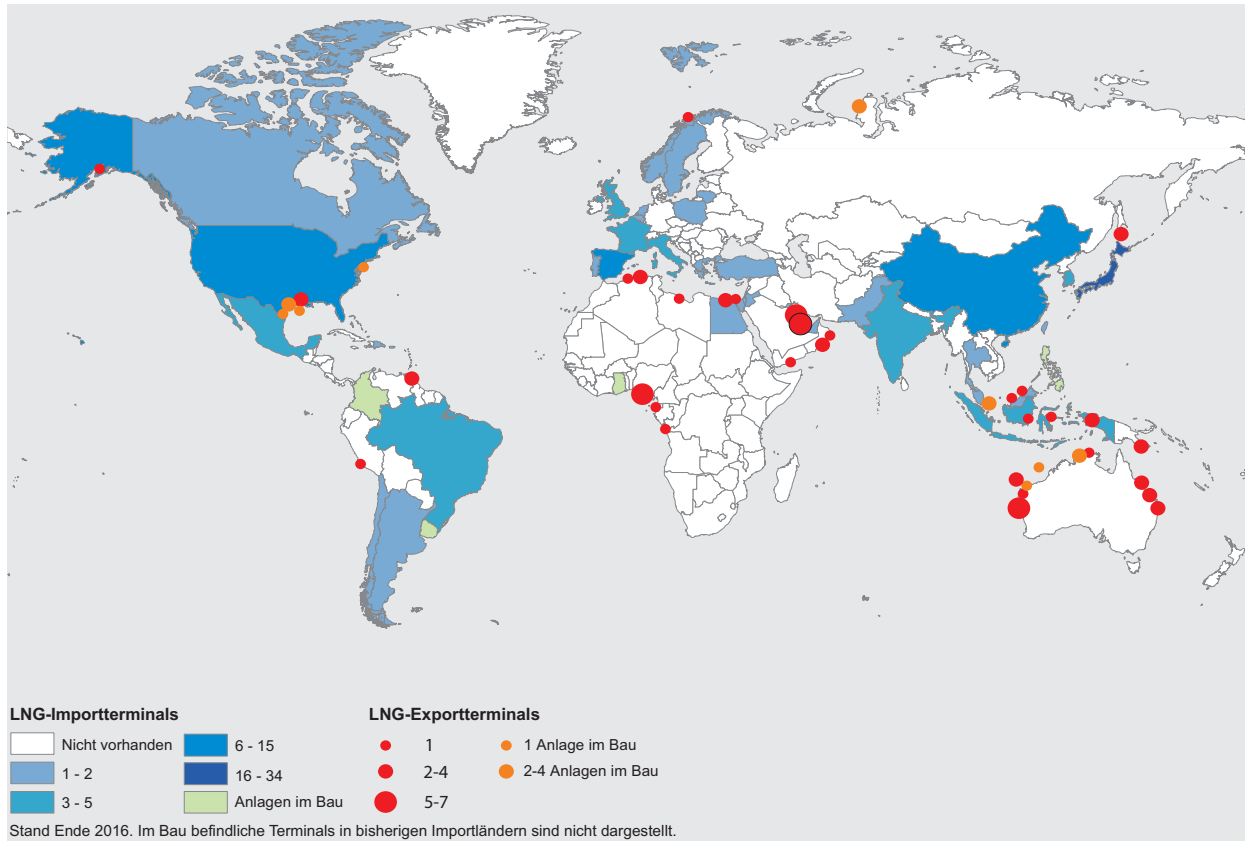 LNG-Importterminals
Nicht vorhanden
1 - 2
3 - 5
6 - 15
16 - 34
Anlagen im Bau
LNG-Exportterminals
1
2-4
5-7
1 Anlage im Bau
2-4 Anlagen im Bau
Stand Ende 2016. Im Bau befindliche Terminals in bisherigen Importländern sind nicht dargestellt.